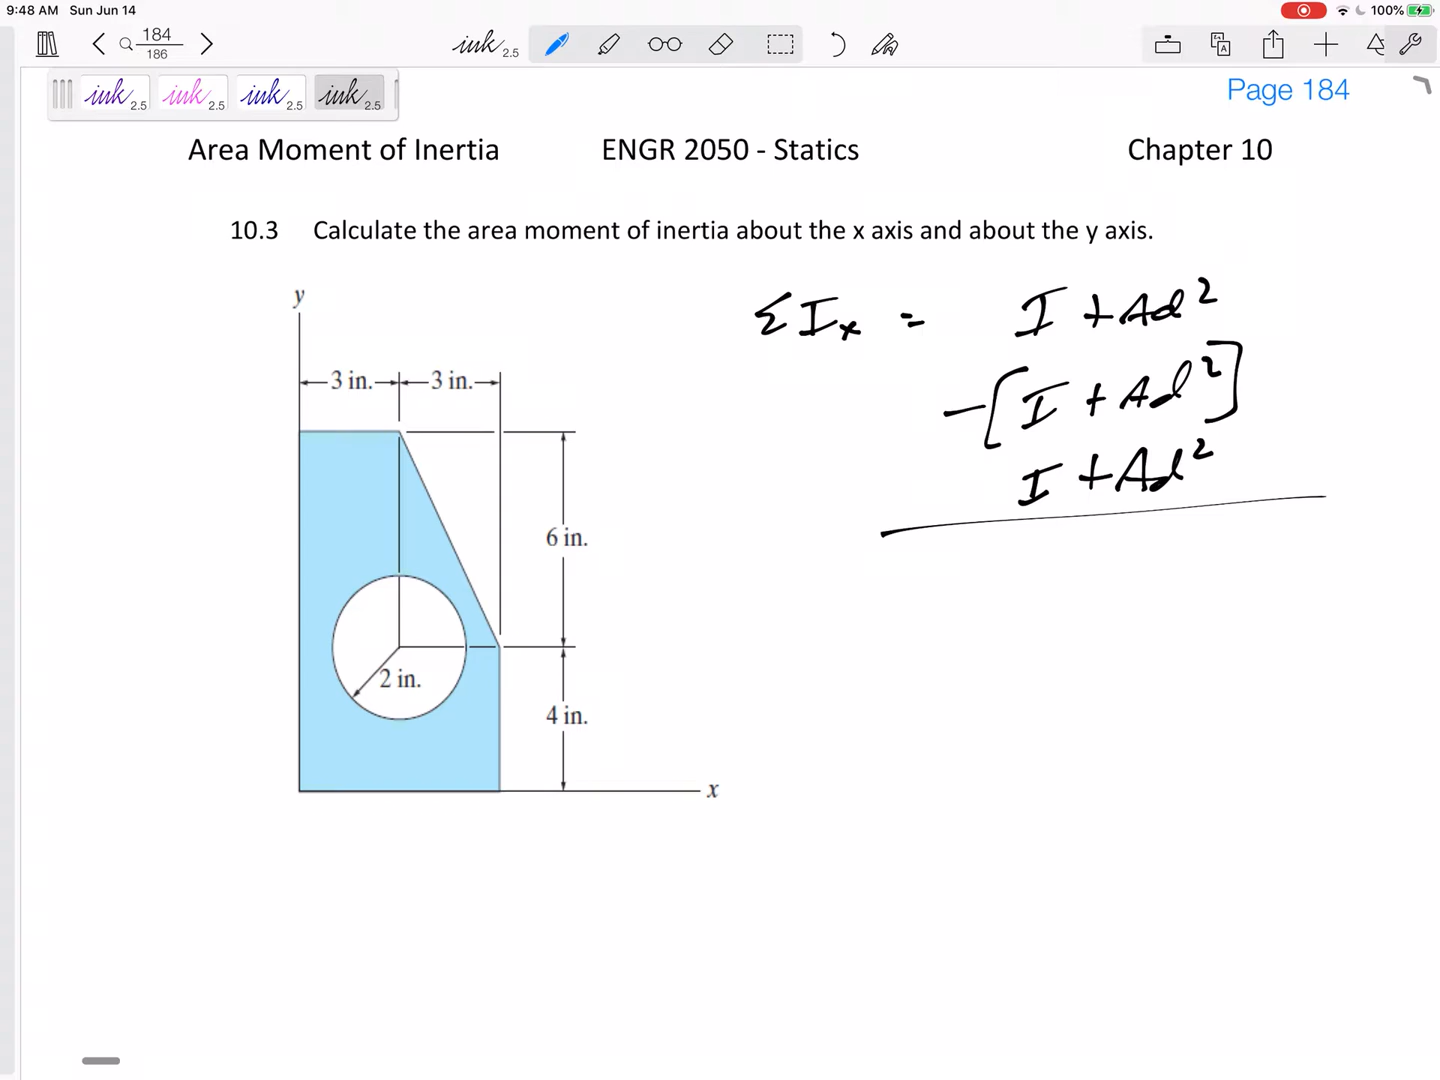 9:48 AM Sun Jun 14
100%
184
186
ink 2.5
ink 2.5 ink 2.5 ink 2.5 ink 2.5
Page 184
Area Moment of Inertia ENGR 2050 - Statics Chapter 10
10.3 Calculate the area moment of inertia about the x axis and about the y axis.
y
ΣIx = I + Ad²
-[I + Ad²]
I + Ad²
3 in. 3 in.
6 in.
2 in.
4 in.
x